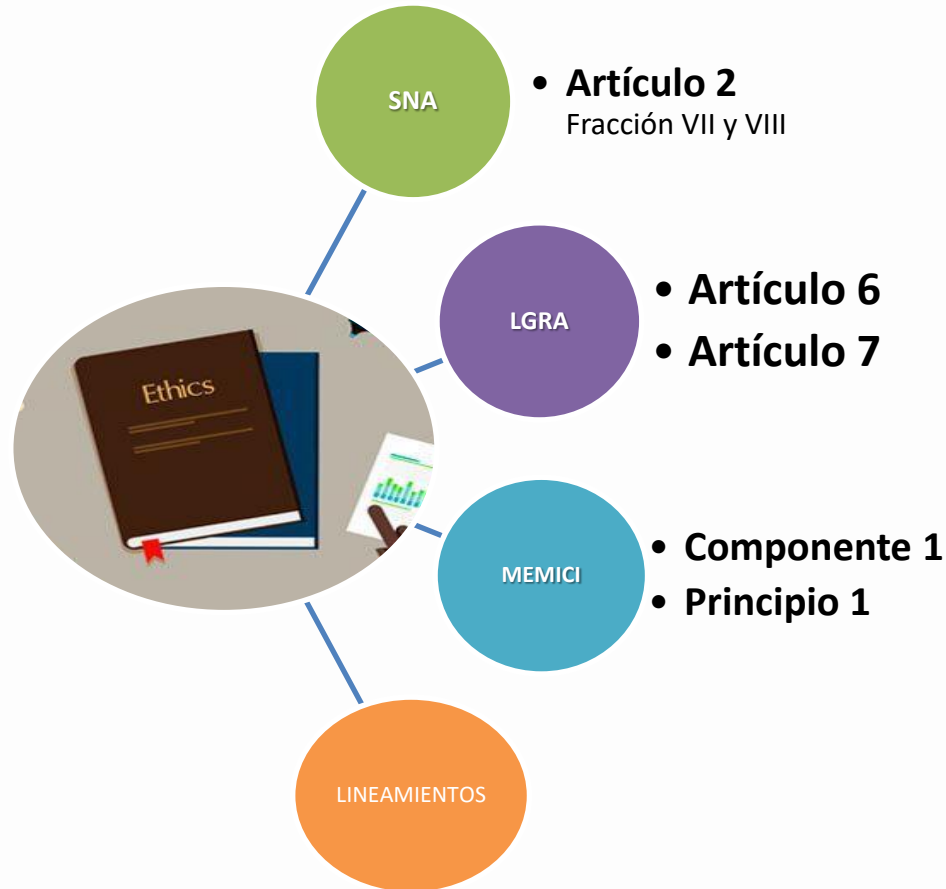 SNA
• Artículo 2
Fracción VII y VIII
LGRA
• Artículo 6
• Artículo 7
Ethics
MEMICI
• Componente 1
• Principio 1
LINEAMIENTOS